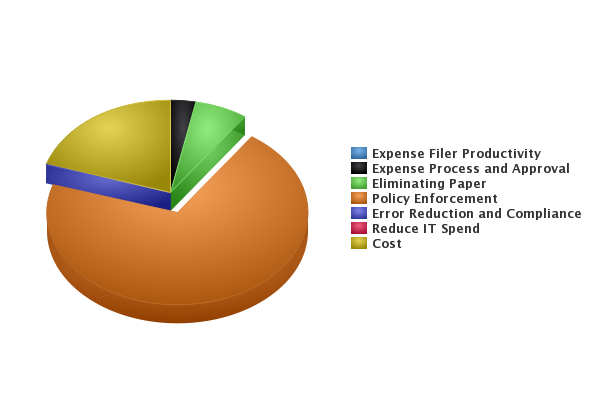 Expense Filer Productivity
Expense Process and Approval
Eliminating Paper
Policy Enforcement
Error Reduction and Compliance
Reduce IT Spend
Cost